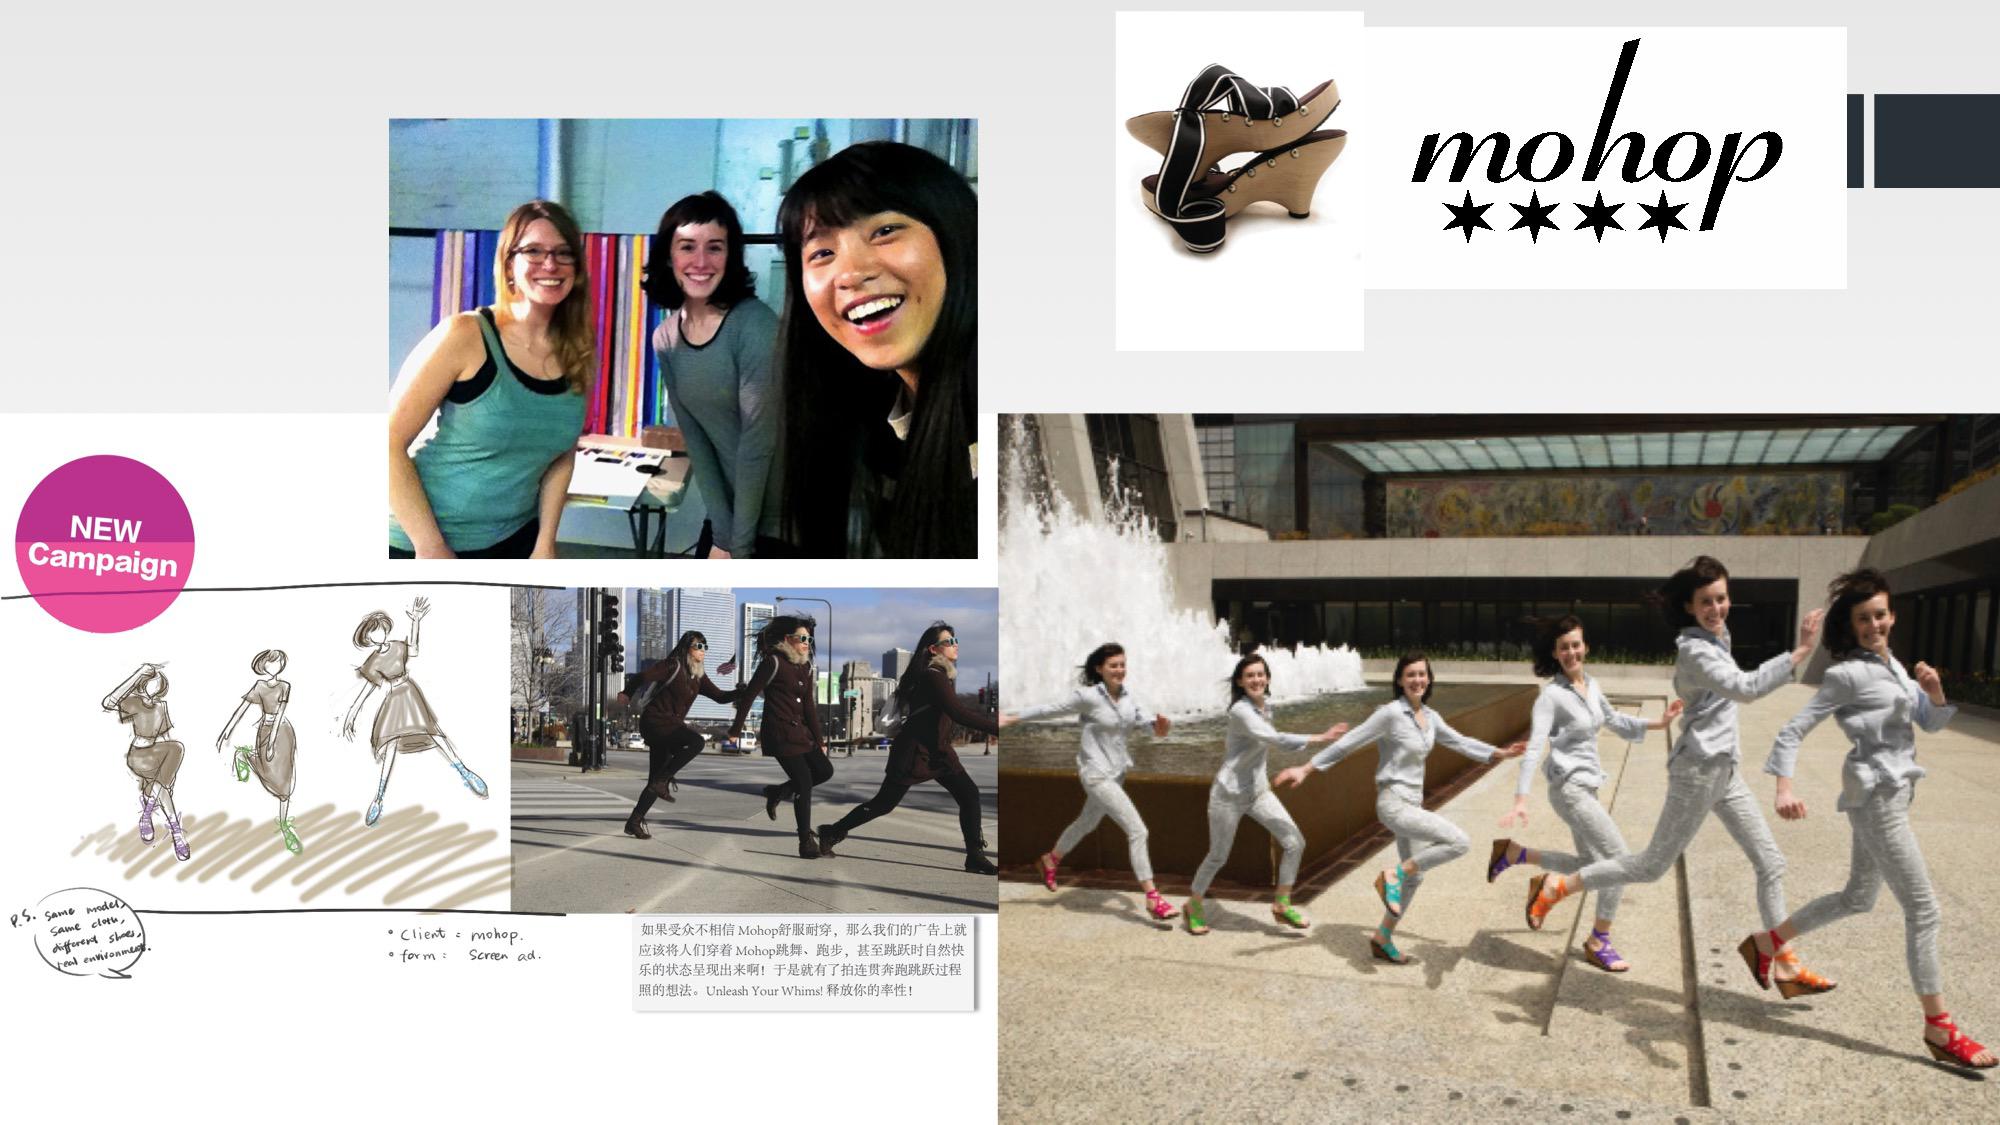 mohop
NEW
Campaign
P.S. same model,
same cloth,
different shoes,
real environment.
• Client : mohop.
• form : Screen ad.
如果受众不相信 Mohop舒服耐穿，那么我们的广告上就
应该将人们穿着 Mohop跳舞、跑步，甚至跳跃时自然快
乐的状态呈现出来啊！于是就有了拍连贯奔跑跳跃过程
照的想法。Unleash Your Whims! 释放你的率性！